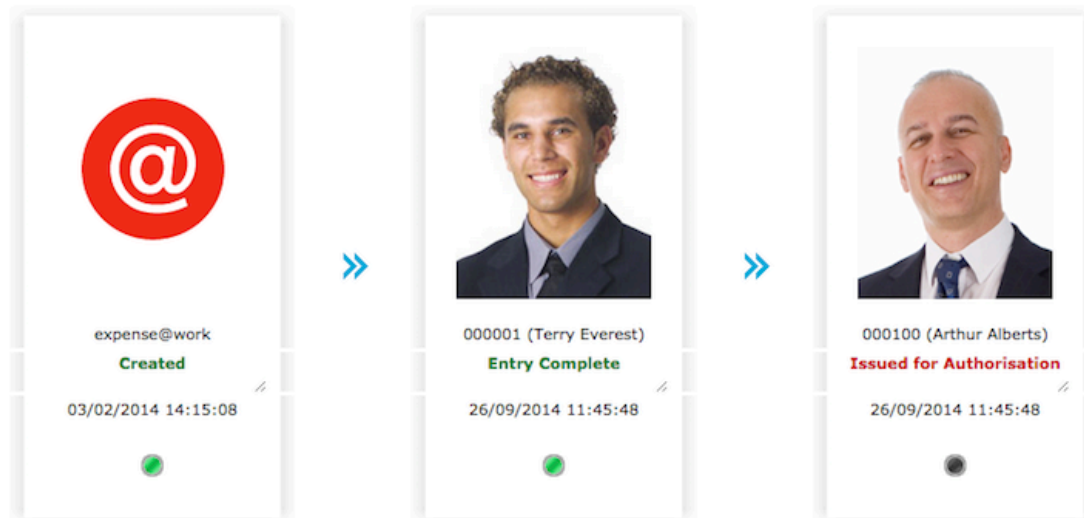 @
expense@work
Created
03/02/2014 14:15:08
000001 (Terry Everest)
Entry Complete
26/09/2014 11:45:48
000100 (Arthur Alberts)
Issued for Authorisation
26/09/2014 11:45:48